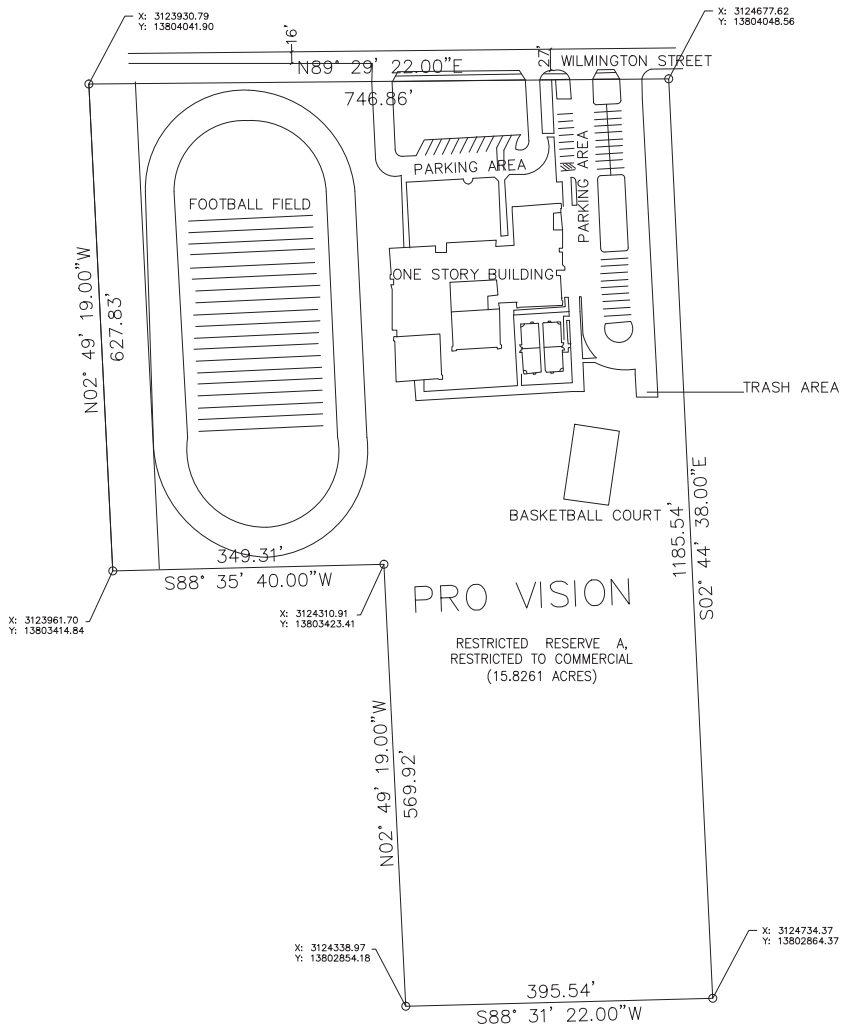 X: 3123930.79
Y: 13804041.90
X: 3124677.62
Y: 13804048.56
16'
27'
WILMINGTON STREET
N89° 29' 22.00"E
746.86'
PARKING AREA
PARKING AREA
FOOTBALL FIELD
ONE STORY BUILDING
N02° 49' 19.00"W
627.83'
TRASH AREA
BASKETBALL COURT
1185.54'
S02° 44' 38.00"E
349.31'
S88° 35' 40.00"W
X: 3123961.70
Y: 13803414.84
X: 3124310.91
Y: 13803423.41
PRO VISION
RESTRICTED RESERVE A,
RESTRICTED TO COMMERCIAL
(15.8261 ACRES)
N02° 49' 19.00"W
569.92'
X: 3124338.97
Y: 13802854.18
X: 3124734.37
Y: 13802864.37
395.54'
S88° 31' 22.00"W